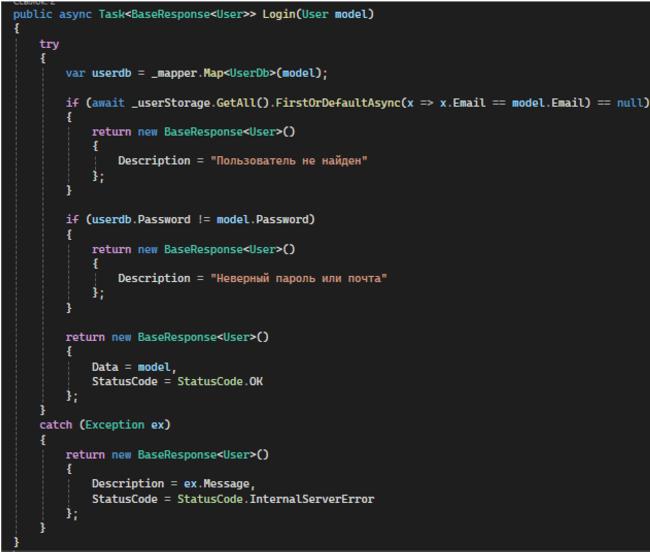 public async Task<BaseResponse<User>> Login(User model)
{
try
{
var userdb = _mapper.Map<UserDb>(model);
if (await _userStorage.GetAll().FirstOrDefaultAsync(x => x.Email == model.Email) == null)
{
return new BaseResponse<User>()
{
Description = "Пользователь не найден"
};
}
if (userdb.Password != model.Password)
{
return new BaseResponse<User>()
{
Description = "Неверный пароль или почта"
};
}
return new BaseResponse<User>()
{
Data = model,
StatusCode = StatusCode.OK
};
}
catch (Exception ex)
{
return new BaseResponse<User>()
{
Description = ex.Message,
StatusCode = StatusCode.InternalServerError
};
}
}